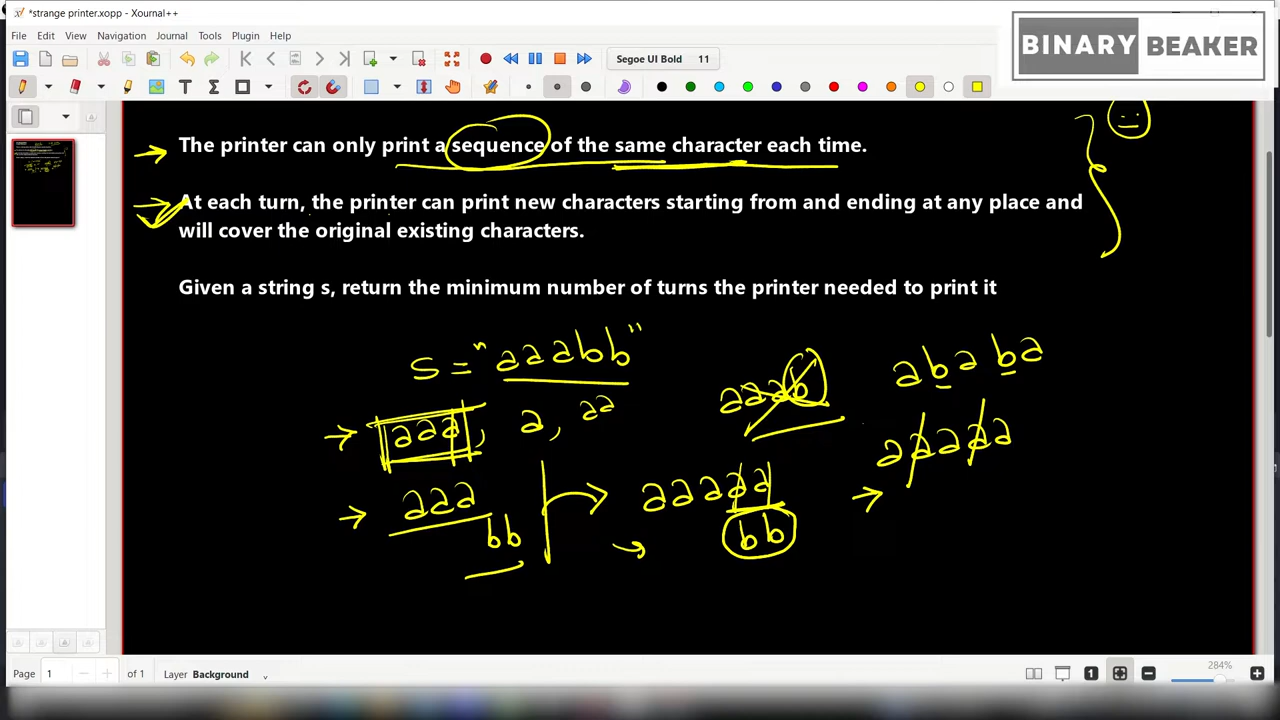 *strange printer.xopp - Xournal++
File Edit View Navigation Journal Tools Plugin Help
BINARY BEAKER
Segoe UI Bold 11
The printer can only print a sequence of the same character each time.
At each turn, the printer can print new characters starting from and ending at any place and
will cover the original existing characters.
Given a string s, return the minimum number of turns the printer needed to print it
s = "aaabb"
aaab
ababa
aaa, a, aa
aaaaa
aaa
bb
aaaaa
bb
Page 1 of 1 Layer Background
284%